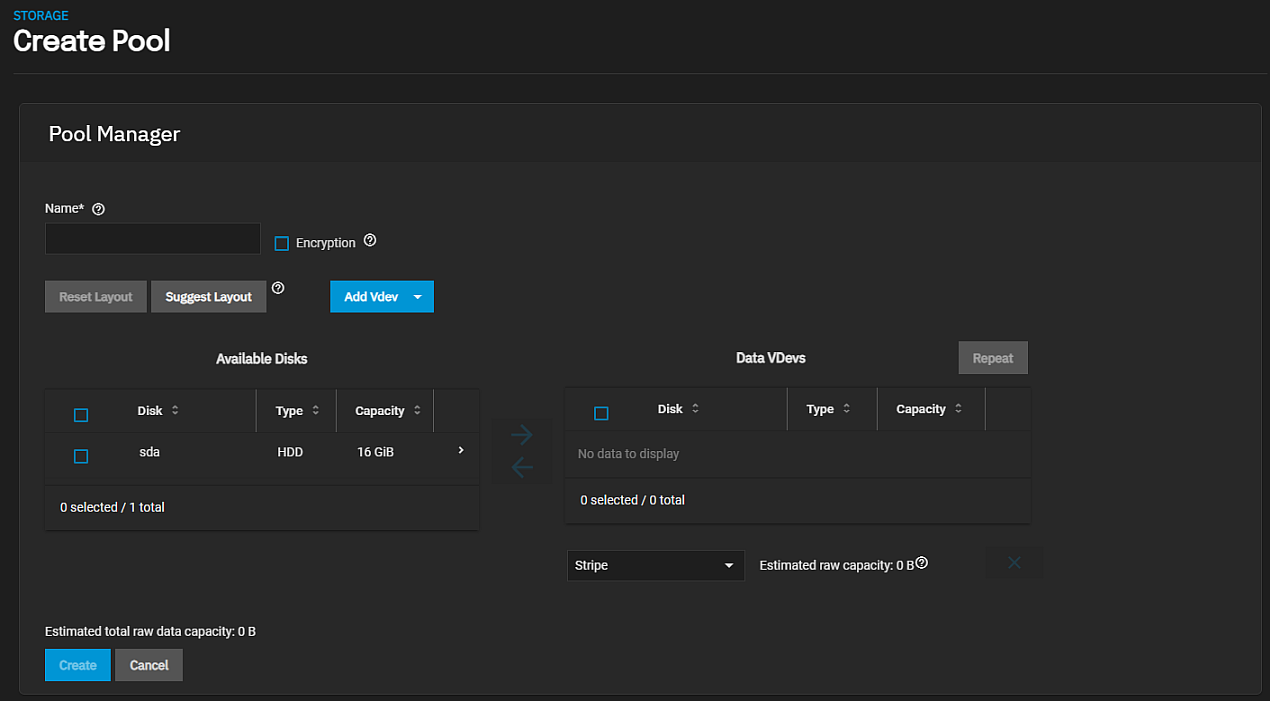 STORAGE
Create Pool
Pool Manager
Name*
Encryption
Reset Layout Suggest Layout Add Vdev
Available Disks
Disk Type Capacity
sda HDD 16 GiB
0 selected / 1 total
Data VDevs Repeat
Disk Type Capacity
No data to display
0 selected / 0 total
Stripe Estimated raw capacity: 0 B
Estimated total raw data capacity: 0 B
Create Cancel